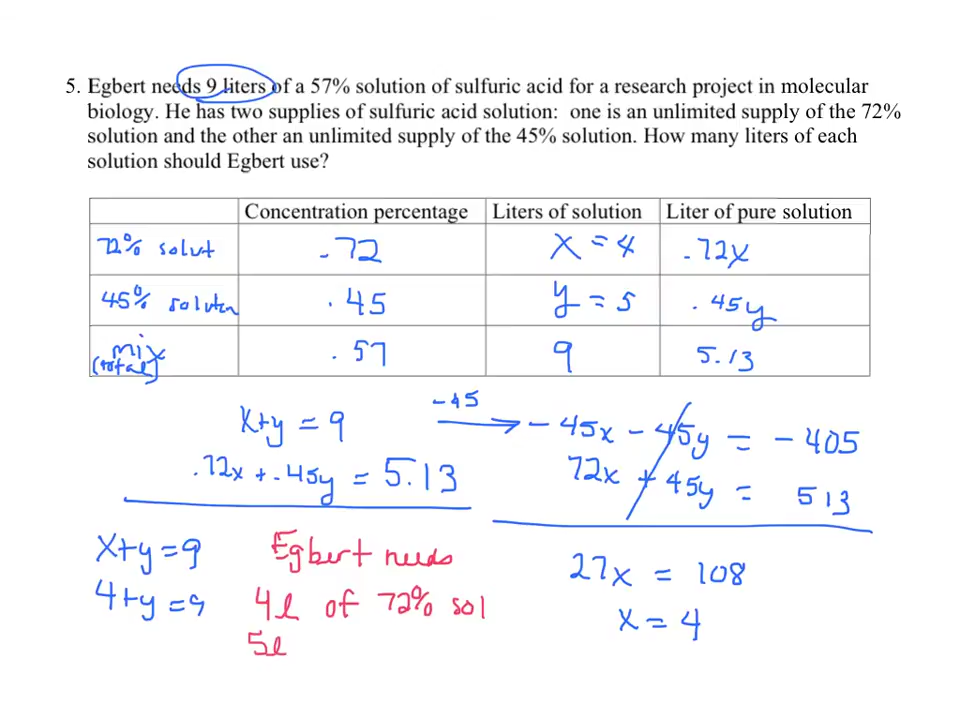 5. Egbert needs 9 liters of a 57% solution of sulfuric acid for a research project in molecular
biology. He has two supplies of sulfuric acid solution: one is an unlimited supply of the 72%
solution and the other an unlimited supply of the 45% solution. How many liters of each
solution should Egbert use?
Concentration percentage Liters of solution Liter of pure solution
72% solut .72 x = 4 .72x
45% soluton .45 y = 5 .45y
mix (total) .57 9 5.13
x+y = 9 -45 -45x - 45y = -405
.72x + .45y = 5.13 72x + 45y = 513
x+y=9 Egbert needs 27x = 108
4+y=9 4l of 72% sol x = 4
5l